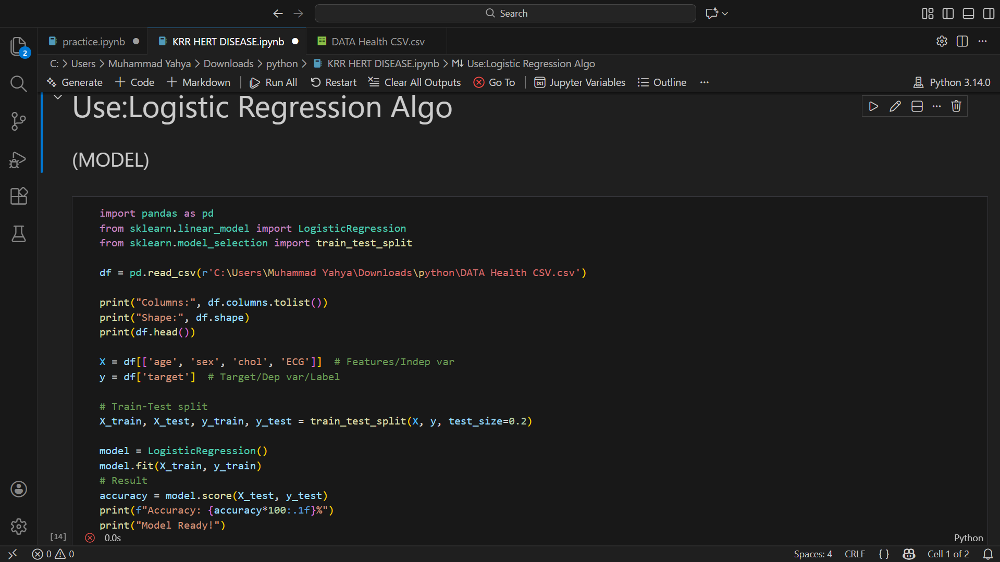 Search
practice.ipynb
KRR HERT DISEASE.ipynb
DATA Health CSV.csv
2
C: > Users > Muhammad Yahya > Downloads > python > KRR HERT DISEASE.ipynb > M↓ Use:Logistic Regression Algo
Generate + Code + Markdown | Run All Restart Clear All Outputs Go To | Jupyter Variables Outline ··· Python 3.14.0
Use:Logistic Regression Algo
(MODEL)
import pandas as pd
from sklearn.linear_model import LogisticRegression
from sklearn.model_selection import train_test_split
df = pd.read_csv(r'C:\Users\Muhammad Yahya\Downloads\python\DATA Health CSV.csv')
print("Columns:", df.columns.tolist())
print("Shape:", df.shape)
print(df.head())
X = df[['age', 'sex', 'chol', 'ECG']]  # Features/Indep var
y = df['target']  # Target/Dep var/Label
# Train-Test split
X_train, X_test, y_train, y_test = train_test_split(X, y, test_size=0.2)
model = LogisticRegression()
model.fit(X_train, y_train)
# Result
accuracy = model.score(X_test, y_test)
print(f"Accuracy: {accuracy*100:.1f}%")
print("Model Ready!")
[14] 0.0s Python
0 0 Spaces: 4 CRLF { } Cell 1 of 2